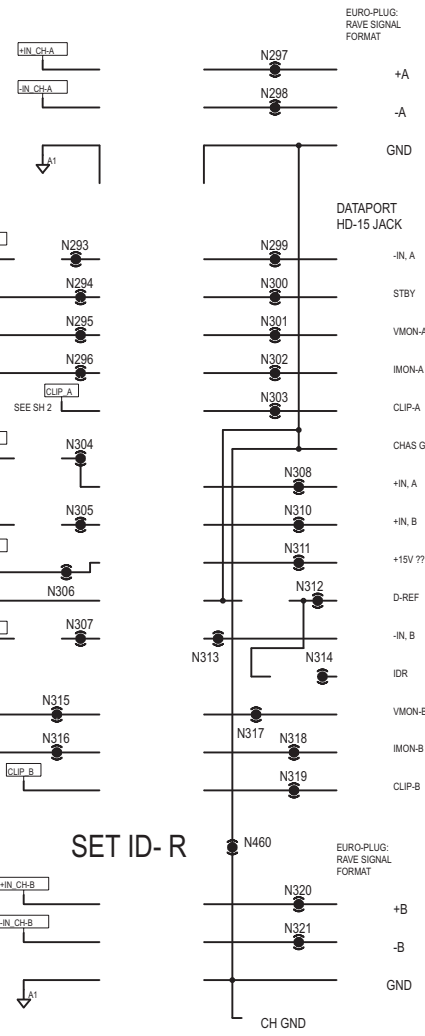 EURO-PLUG:
RAVE SIGNAL
FORMAT
+IN_CH-A
N297
+A
-IN_CH-A
N298
-A
A1
GND
DATAPORT
HD-15 JACK
N293
N299
-IN, A
N294
N300
STBY
N295
N301
VMON-A
N296
N302
IMON-A
CLIP_A
SEE SH 2
N303
CLIP-A
N304
CHAS G
N308
+IN, A
N305
N310
+IN, B
N311
+15V ??
N306
N312
D-REF
N307
N313
-IN, B
N314
IDR
N315
N317
VMON-B
N316
N318
IMON-B
CLIP_B
N319
CLIP-B
SET ID- R
N460
EURO-PLUG:
RAVE SIGNAL
FORMAT
+IN_CH-B
N320
+B
-IN_CH-B
N321
-B
A1
GND
CH GND